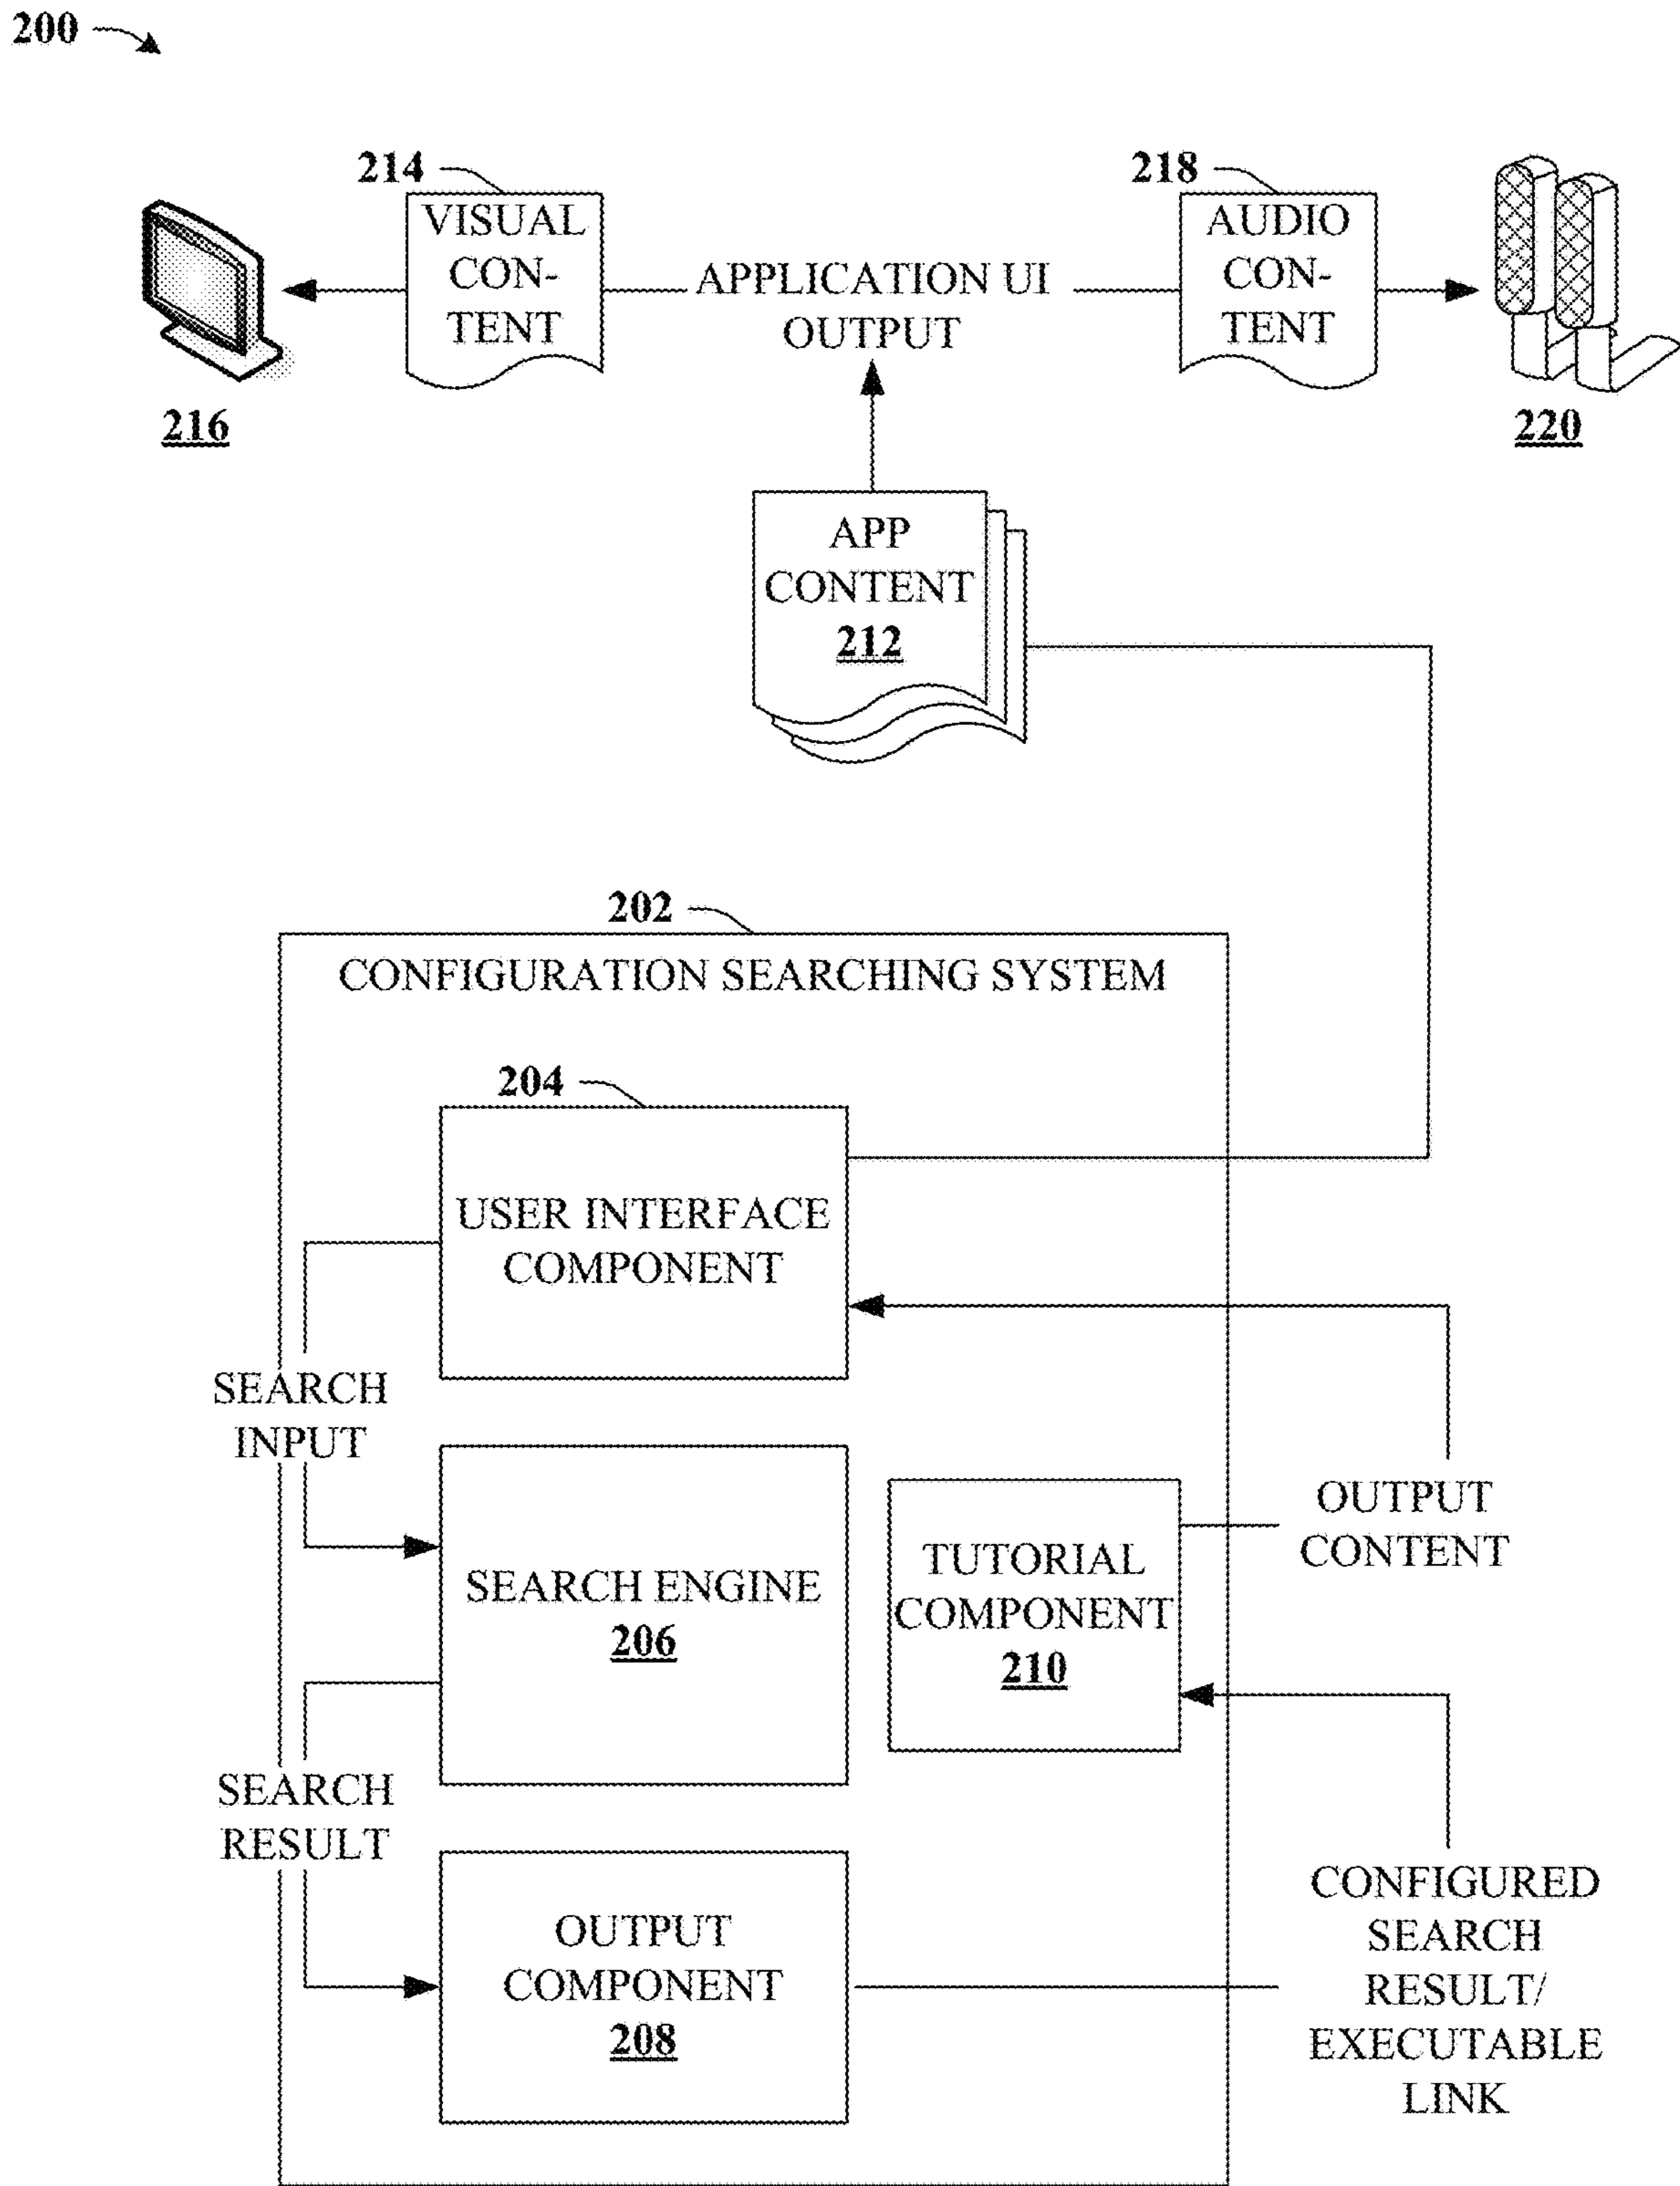 200
214
VISUAL
CON-
TENT
216
APPLICATION UI
OUTPUT
218
AUDIO
CON-
TENT
220
APP
CONTENT
212
202
CONFIGURATION SEARCHING SYSTEM
204
USER INTERFACE
COMPONENT
SEARCH
INPUT
SEARCH ENGINE
206
TUTORIAL
COMPONENT
210
OUTPUT
CONTENT
SEARCH
RESULT
OUTPUT
COMPONENT
208
CONFIGURED
SEARCH
RESULT/
EXECUTABLE
LINK